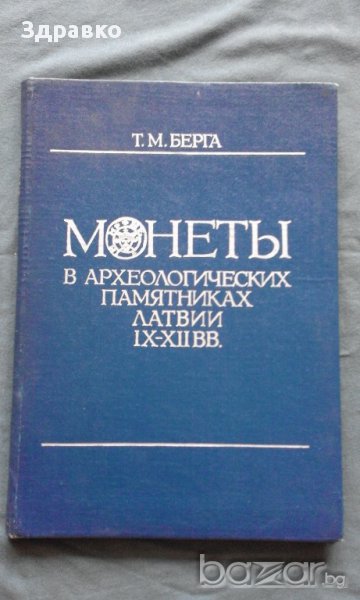 Здравко
Т.М.БЕРГА
МОНЕТЫ
В АРХЕОЛОГИЧЕСКИХ
ПАМЯТНИКАХ
ЛАТВИИ
IX-XII ВВ.
bazar.bg